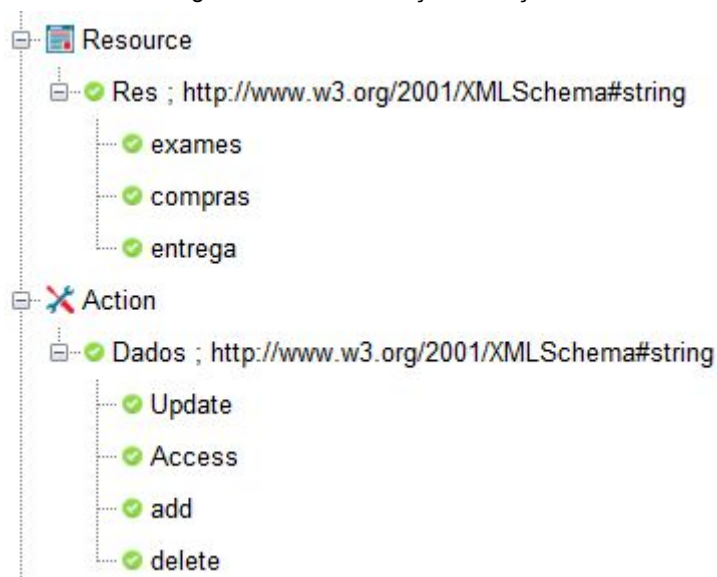 Resource
Res ; http://www.w3.org/2001/XMLSchema#string
exames
compras
entrega
Action
Dados ; http://www.w3.org/2001/XMLSchema#string
Update
Access
add
delete